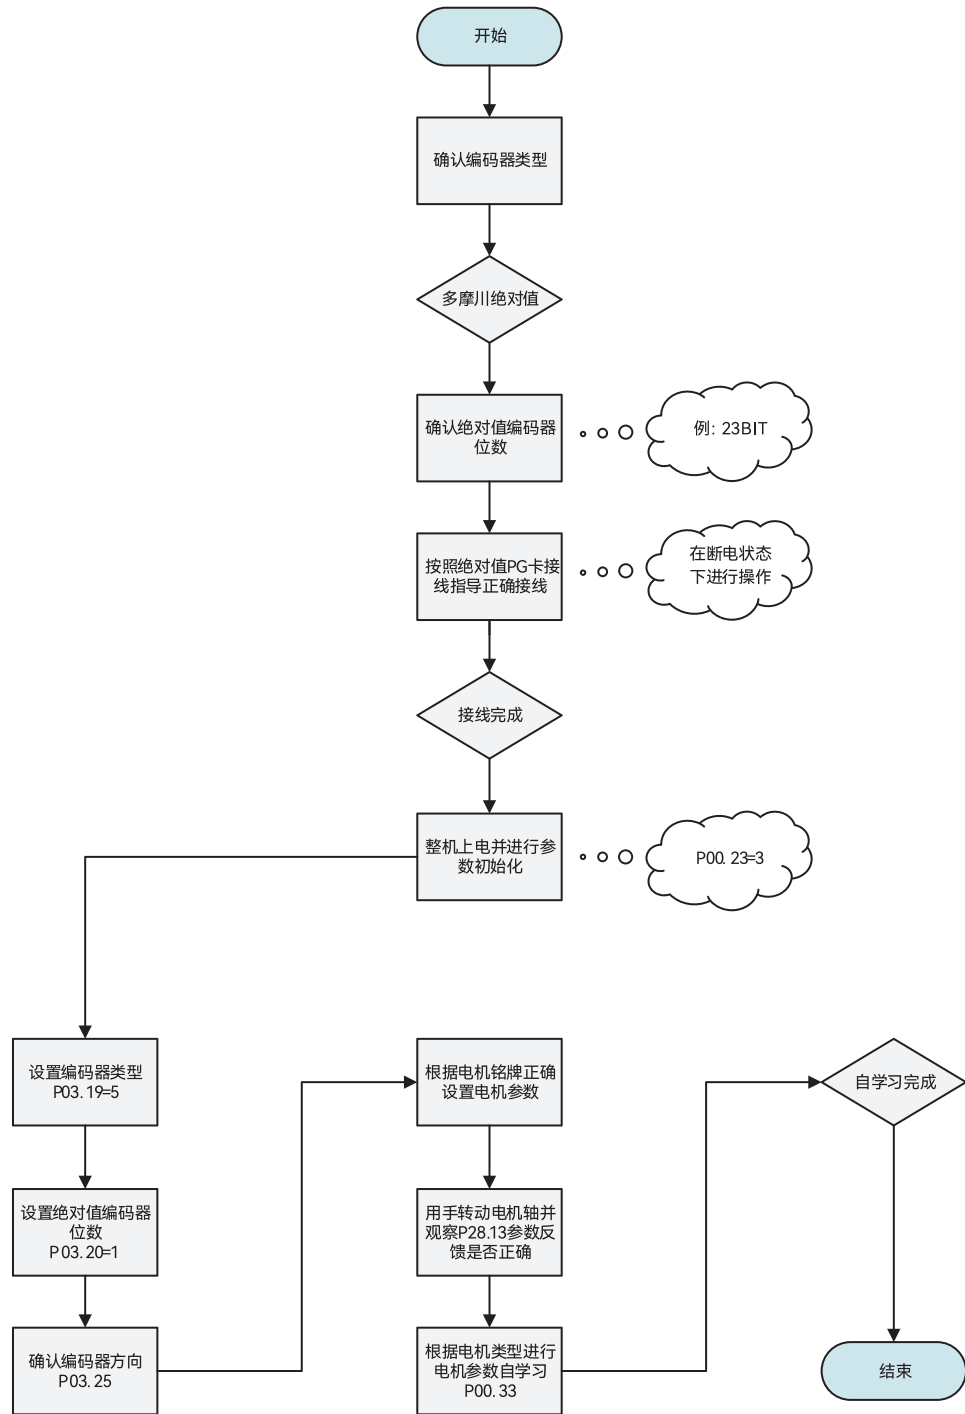 开始
确认编码器类型
多摩川绝对值
确认绝对值编码器
位数
例: 23BIT
按照绝对值PG卡接
线指导正确接线
在断电状态
下进行操作
接线完成
整机上电并进行参
数初始化
P00. 23=3
设置编码器类型
P03. 19=5
设置绝对值编码器
位数
P03. 20=1
确认编码器方向
P03. 25
根据电机铭牌正确
设置电机参数
用手转动电机轴并
观察P28.13参数反
馈是否正确
根据电机类型进行
电机参数自学习
P00. 33
自学习完成
结束